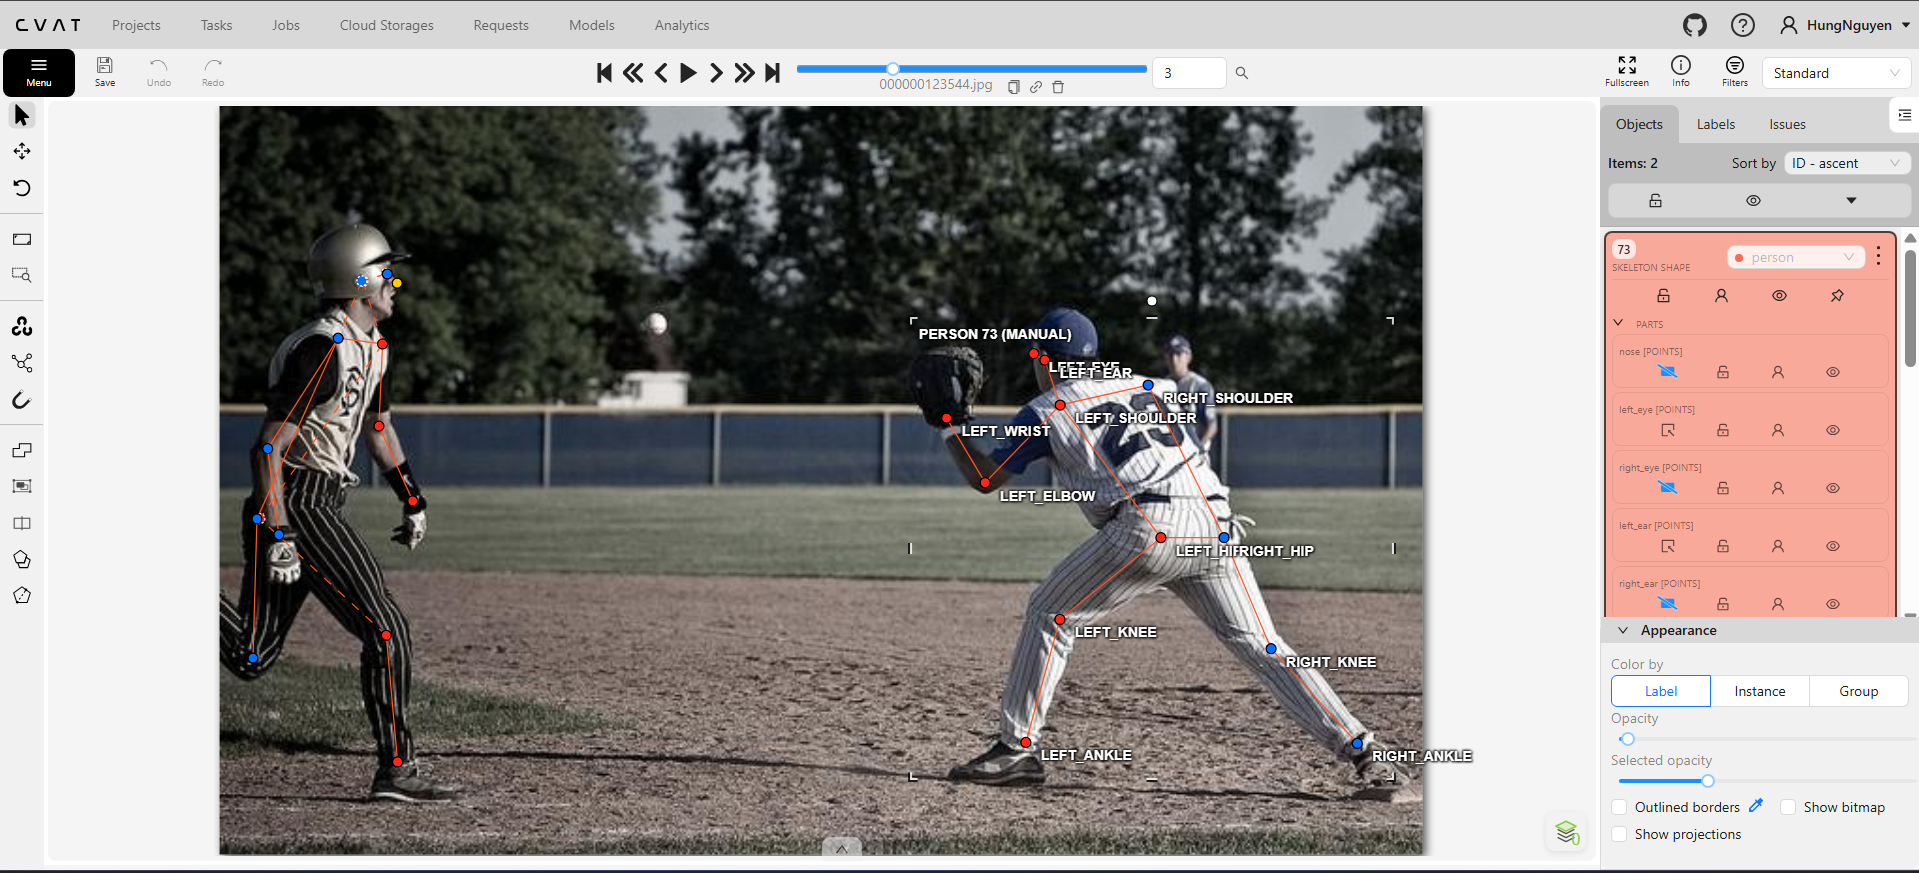 CVAT
Projects
Tasks
Jobs
Cloud Storages
Requests
Models
Analytics
HungNguyen
Menu
Save
Undo
Redo
000000123544.jpg
3
Fullscreen
Info
Filters
Standard
Objects
Labels
Issues
Items: 2
Sort by
ID - ascent
73
SKELETON SHAPE
person
PARTS
nose [POINTS]
left_eye [POINTS]
right_eye [POINTS]
left_ear [POINTS]
right_ear [POINTS]
Appearance
Color by
Label
Instance
Group
Opacity
Selected opacity
Outlined borders
Show bitmap
Show projections
PERSON 73 (MANUAL)
LEFT_EYE
LEFT_EAR
RIGHT_SHOULDER
LEFT_SHOULDER
LEFT_WRIST
LEFT_ELBOW
LEFT_HIP
RIGHT_HIP
LEFT_KNEE
RIGHT_KNEE
LEFT_ANKLE
RIGHT_ANKLE
0